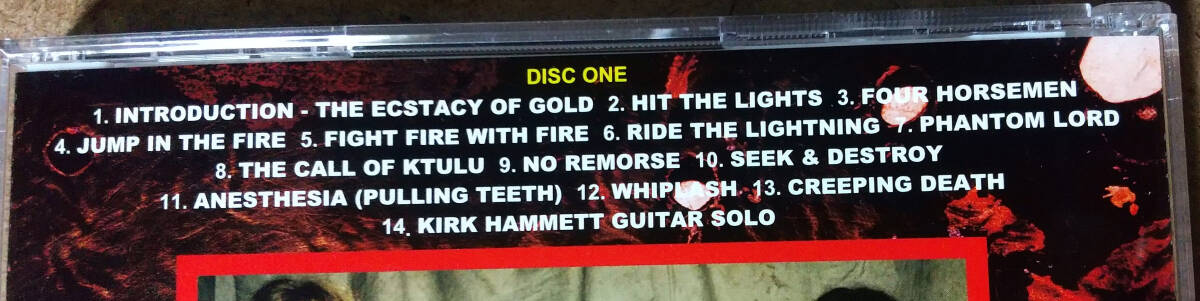 DISC ONE
1. INTRODUCTION - THE ECSTACY OF GOLD 2. HIT THE LIGHTS 3. FOUR HORSEMEN
4. JUMP IN THE FIRE 5. FIGHT FIRE WITH FIRE 6. RIDE THE LIGHTNING 7. PHANTOM LORD
8. THE CALL OF KTULU 9. NO REMORSE 10. SEEK & DESTROY
11. ANESTHESIA (PULLING TEETH) 12. WHIPLASH 13. CREEPING DEATH
14. KIRK HAMMETT GUITAR SOLO